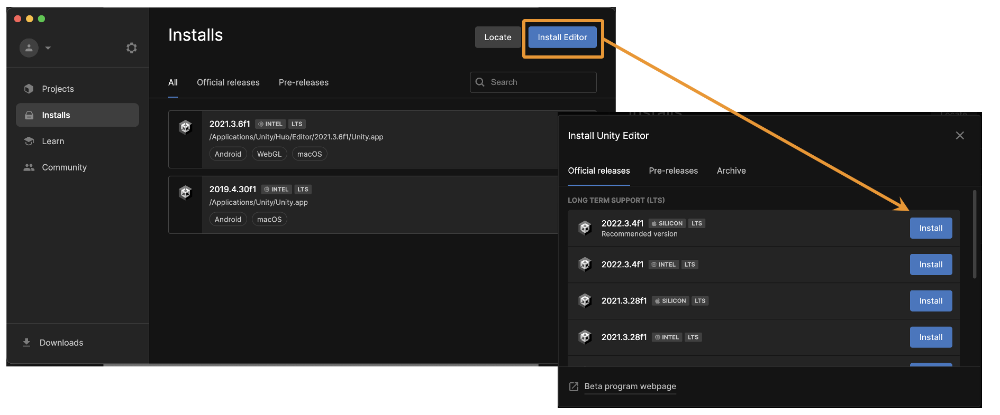 Installs
Locate
Install Editor
Projects
Installs
Learn
Community
Downloads
All
Official releases
Pre-releases
Search
2021.3.6f1 INTEL LTS
/Applications/Unity/Hub/Editor/2021.3.6f1/Unity.app
Android WebGL macOS
2019.4.30f1 INTEL LTS
/Applications/Unity/Unity.app
Android macOS
Installs
Locate
Install Unity Editor
Official releases
Pre-releases
Archive
LONG TERM SUPPORT (LTS)
2022.3.4f1 SILICON LTS
Recommended version
Install
2022.3.4f1 INTEL LTS
Install
2021.3.28f1 SILICON LTS
Install
2021.3.28f1 INTEL LTS
Install
Beta program webpage